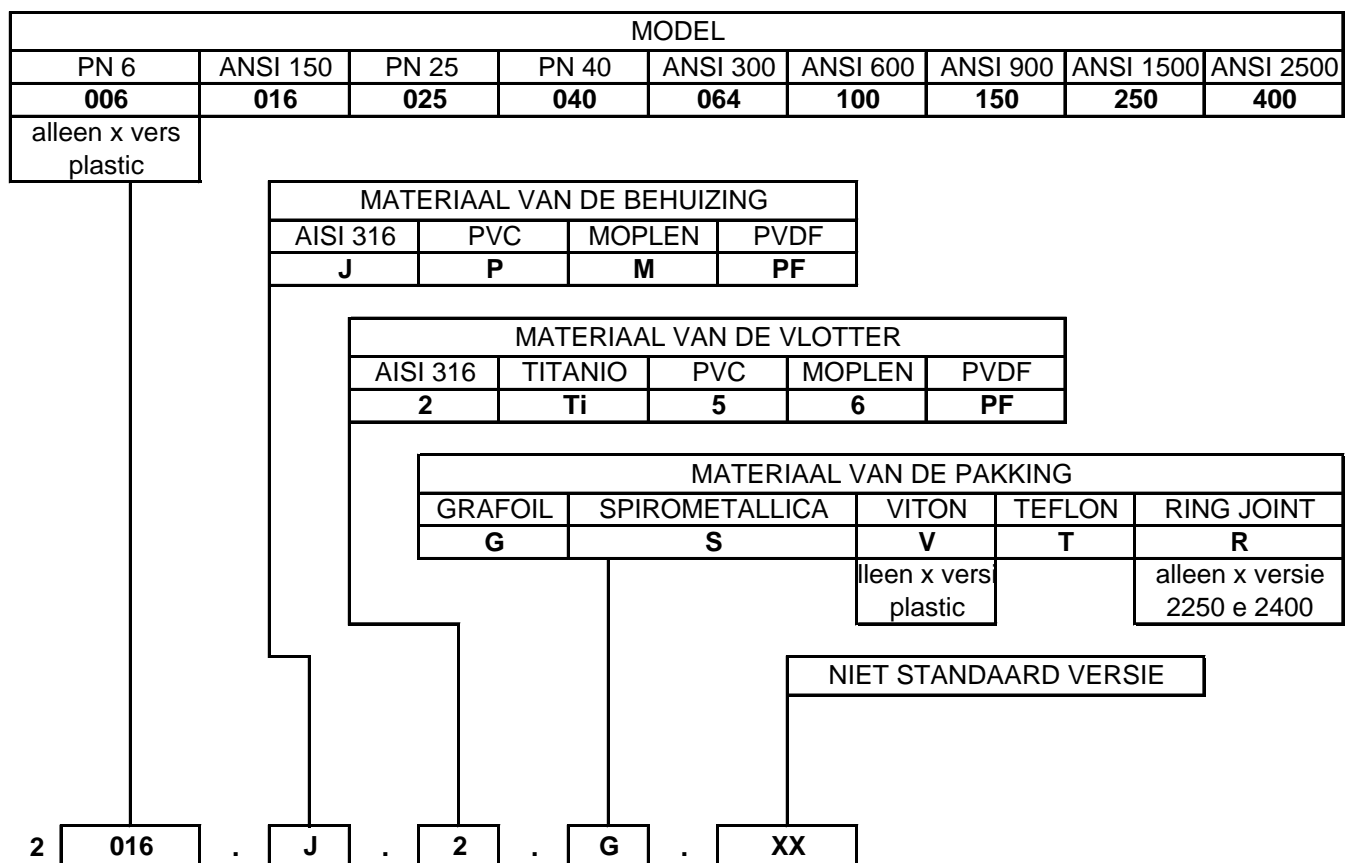 MODEL
PN 6 ANSI 150 PN 25 PN 40 ANSI 300 ANSI 600 ANSI 900 ANSI 1500 ANSI 2500
006 016 025 040 064 100 150 250 400
alleen x vers
plastic
MATERIAAL VAN DE BEHUIZING
AISI 316 PVC MOPLEN PVDF
J P M PF
MATERIAAL VAN DE VLOTTER
AISI 316 TITANIO PVC MOPLEN PVDF
2 Ti 5 6 PF
MATERIAAL VAN DE PAKKING
GRAFOIL SPIROMETALLICA VITON TEFLON RING JOINT
G S V T R
lleen x versi alleen x versie
plastic 2250 e 2400
NIET STANDAARD VERSIE
2 016 . J . 2 . G . XX